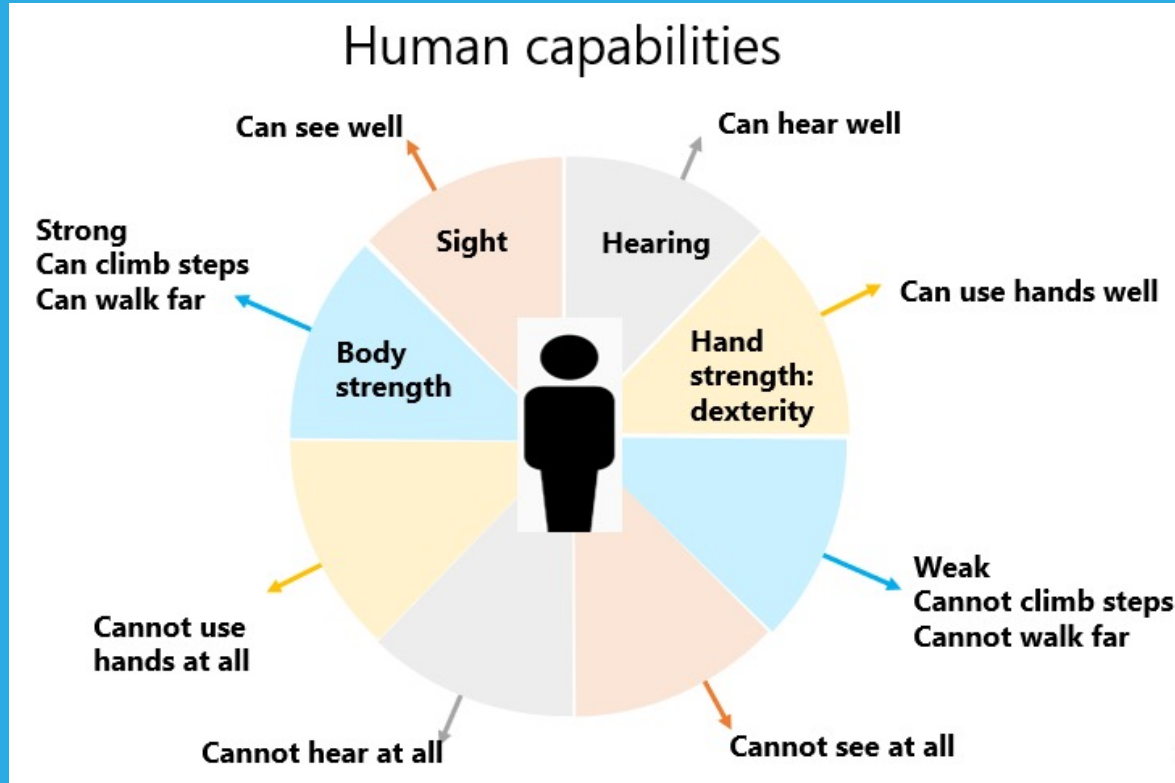 Human capabilities
Can see well
Can hear well
Strong
Can climb steps
Can walk far
Sight
Hearing
Can use hands well
Body
strength
Hand
strength:
dexterity
Weak
Cannot climb steps
Cannot walk far
Cannot use
hands at all
Cannot hear at all
Cannot see at all